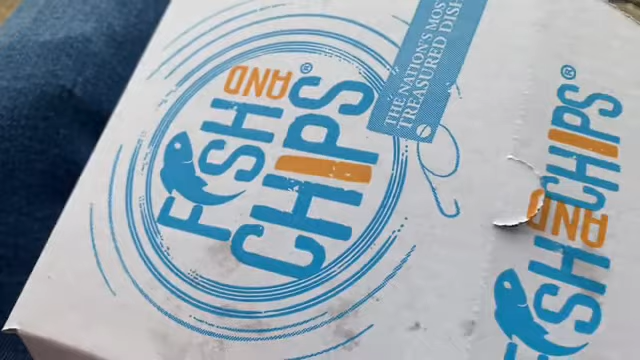 FISH
AND
CHIPS®
THE NATION'S MOST
TREASURED DISH
FISH
AND
CHIPS®